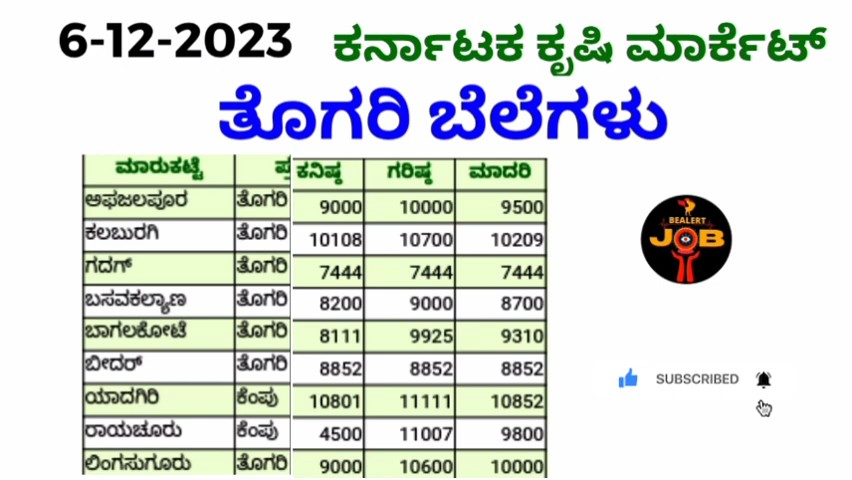 6-12-2023 ಕರ್ನಾಟಕ ಕೃಷಿ ಮಾರ್ಕೆಟ್
ತೊಗರಿ ಬೆಲೆಗಳು
ಮಾರುಕಟ್ಟೆ ಪ್ರ ಕನಿಷ್ಠ ಗರಿಷ್ಠ ಮಾದರಿ
ಅಫಜಲಪೂರ ತೊಗರಿ 9000 10000 9500
ಕಲಬುರಗಿ ತೊಗರಿ 10108 10700 10209
ಗದಗ್ ತೊಗರಿ 7444 7444 7444
ಬಸವಕಲ್ಯಾಣ ತೊಗರಿ 8200 9000 8700
ಬಾಗಲಕೋಟೆ ತೊಗರಿ 8111 9925 9310
ಬೀದರ್ ತೊಗರಿ 8852 8852 8852
ಯಾದಗಿರಿ ಕೆಂಪು 10801 11111 10852
ರಾಯಚೂರು ಕೆಂಪು 4500 11007 9800
ಲಿಂಗಸುಗೂರು ತೊಗರಿ 9000 10600 10000
BEALERT
JOB
SUBSCRIBED